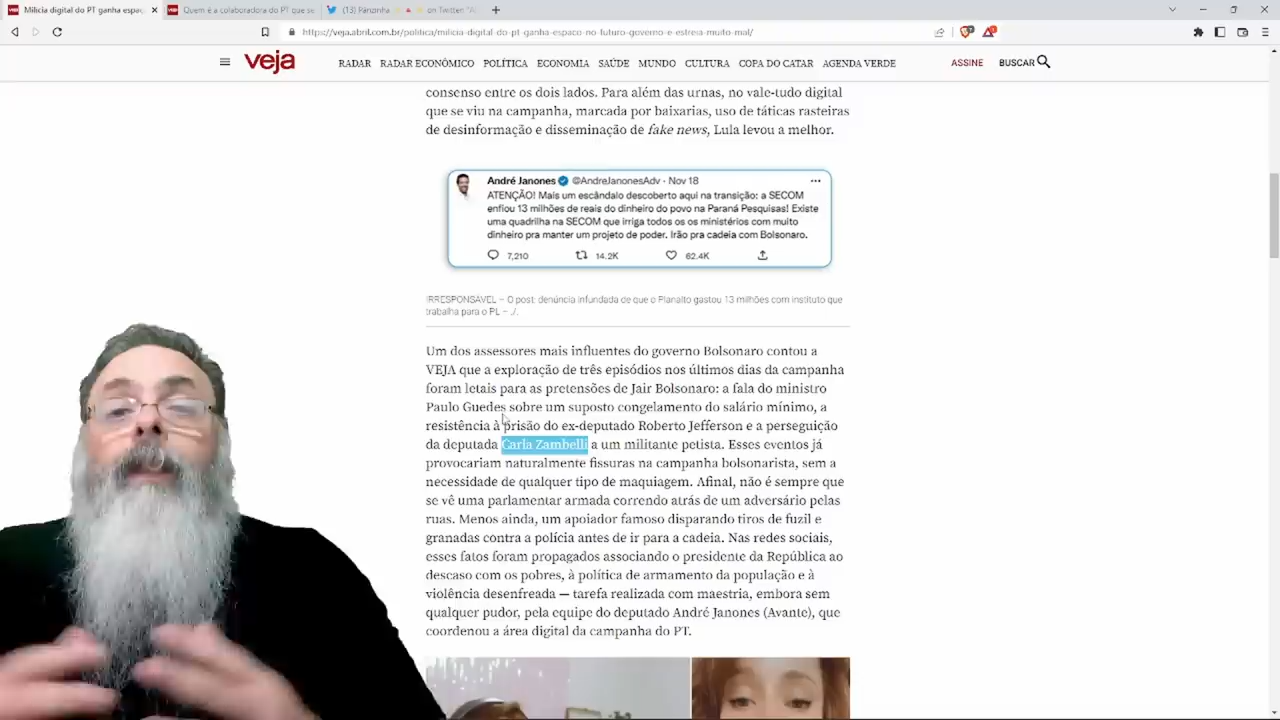 Milícia digital do PT ganha espaç
Quem é a colaboradora do PT que se
(13) Pãnzinha
on Twitter "A
https://veja.abril.com.br/politica/milicia-digital-do-pt-ganha-espaco-no-futuro-governo-e-estreia-muito-mal/
veja
RADAR
RADAR ECONÔMICO
POLÍTICA
ECONOMIA
SAÚDE
MUNDO
CULTURA
COPA DO CATAR
AGENDA VERDE
ASSINE
BUSCAR
consenso entre os dois lados. Para além das urnas, no vale-tudo digital
que se viu na campanha, marcada por baixarias, uso de táticas rasteiras
de desinformação e disseminação de fake news, Lula levou a melhor.
André Janones @AndreJanonesAdv · Nov 18
ATENÇÃO! Mais um escândalo descoberto aqui na transição: a SECOM
enfiou 13 milhões de reais do dinheiro do povo na Paraná Pesquisas! Existe
uma quadrilha na SECOM que irriga todos os os ministérios com muito
dinheiro pra manter um projeto de poder. Irão pra cadeia com Bolsonaro.
7,210
14.2K
62.4K
IRRESPONSÁVEL – O post: denúncia infundada de que o Planalto gastou 13 milhões com instituto que
trabalha para o PL – ./.
Um dos assessores mais influentes do governo Bolsonaro contou a
VEJA que a exploração de três episódios nos últimos dias da campanha
foram letais para as pretensões de Jair Bolsonaro: a fala do ministro
Paulo Guedes sobre um suposto congelamento do salário mínimo, a
resistência à prisão do ex-deputado Roberto Jefferson e a perseguição
da deputada Carla Zambelli a um militante petista. Esses eventos já
provocariam naturalmente fissuras na campanha bolsonarista, sem a
necessidade de qualquer tipo de maquiagem. Afinal, não é sempre que
se vê uma parlamentar armada correndo atrás de um adversário pelas
ruas. Menos ainda, um apoiador famoso disparando tiros de fuzil e
granadas contra a polícia antes de ir para a cadeia. Nas redes sociais,
esses fatos foram propagados associando o presidente da República ao
descaso com os pobres, à política de armamento da população e à
violência desenfreada — tarefa realizada com maestria, embora sem
qualquer pudor, pela equipe do deputado André Janones (Avante), que
coordenou a área digital da campanha do PT.